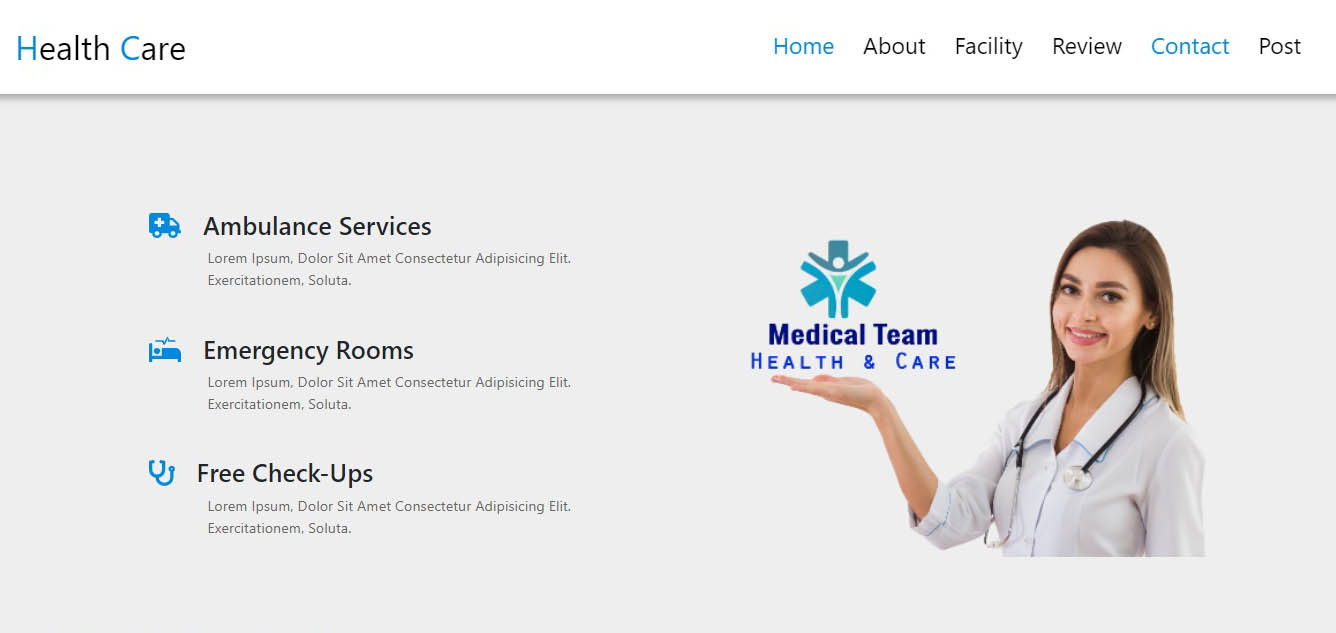 Health Care
Home About Facility Review Contact Post
Ambulance Services
Lorem Ipsum, Dolor Sit Amet Consectetur Adipisicing Elit.
Exercitationem, Soluta.
Emergency Rooms
Lorem Ipsum, Dolor Sit Amet Consectetur Adipisicing Elit.
Exercitationem, Soluta.
Free Check-Ups
Lorem Ipsum, Dolor Sit Amet Consectetur Adipisicing Elit.
Exercitationem, Soluta.
Medical Team
HEALTH & CARE